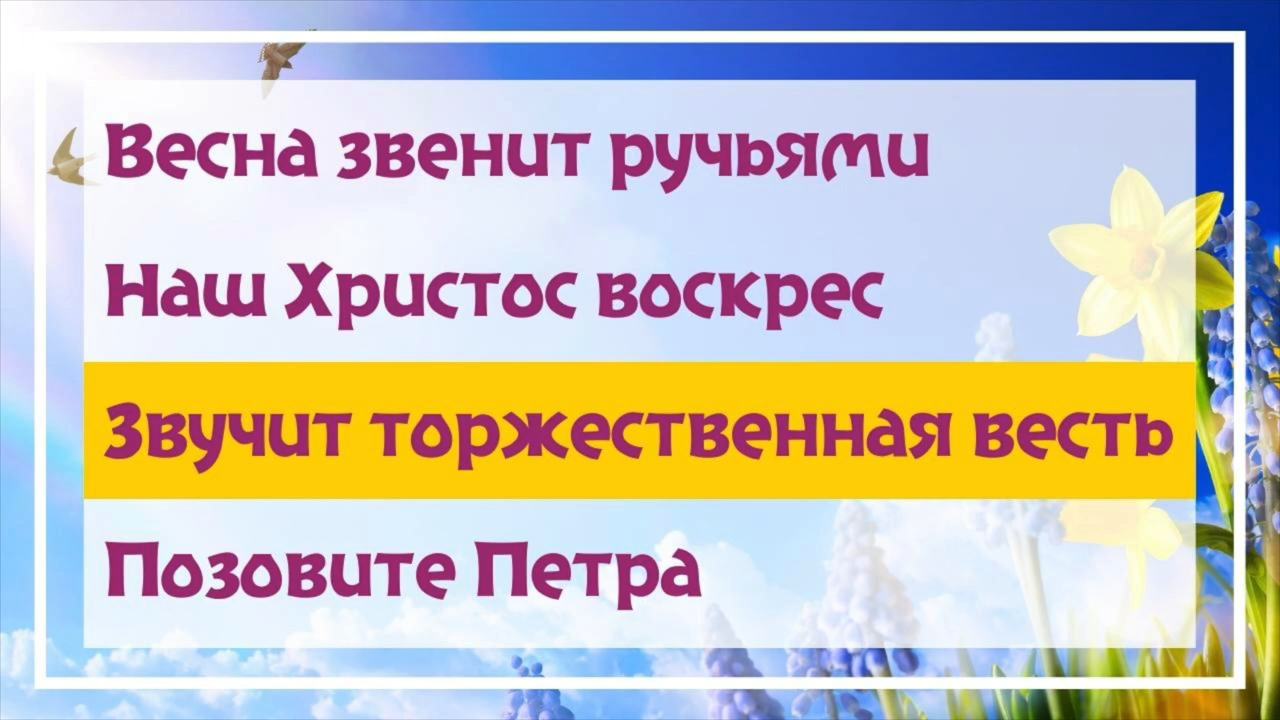 Весна звенит ручьями
Наш Христос воскрес
Звучит торжественная весть
Позовите Петра